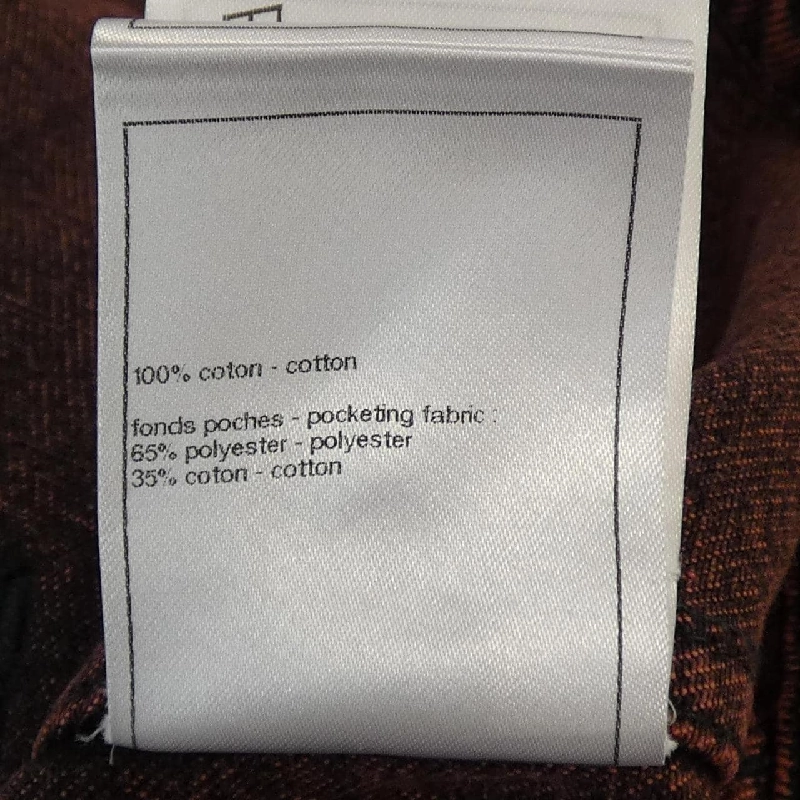 100% coton - cotton
fonds poches - pocketing fabric :
65% polyester - polyester
35% coton - cotton